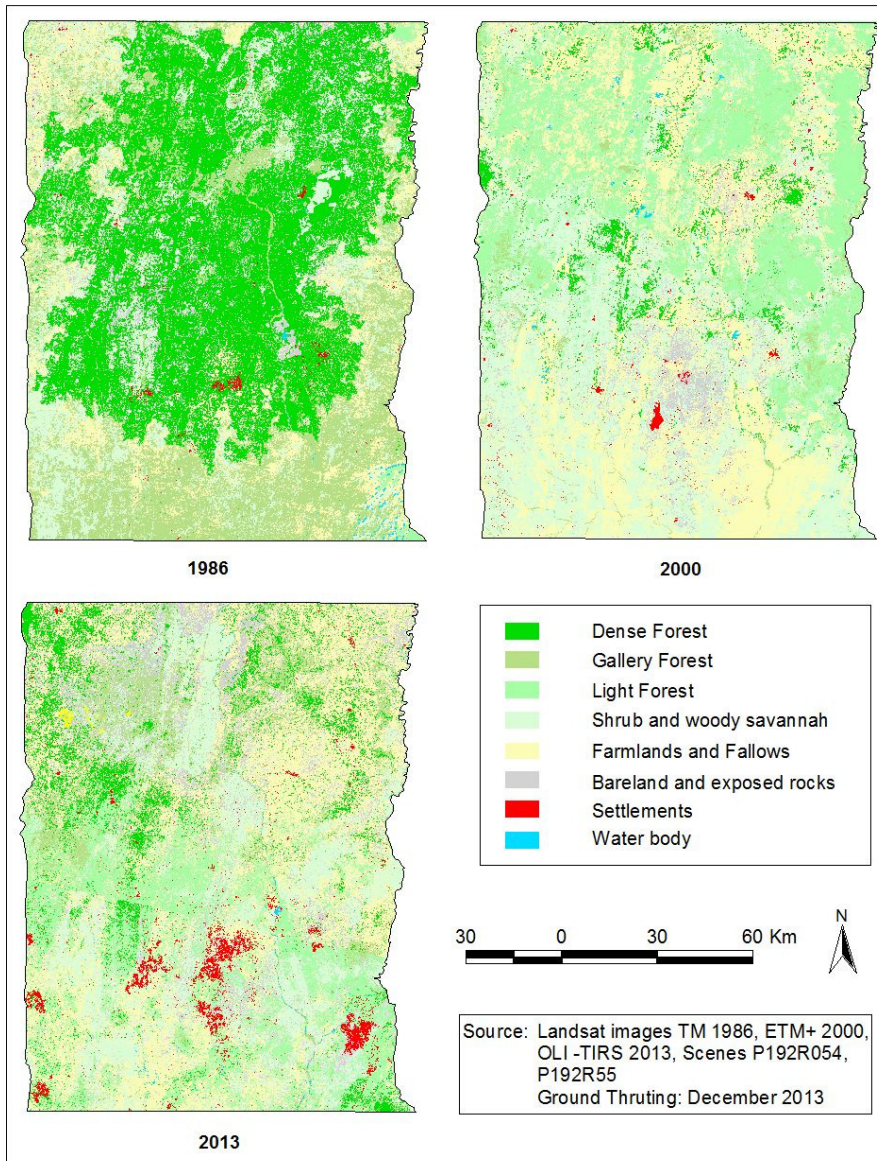 1986
2000
2013
Dense Forest
Gallery Forest
Light Forest
Shrub and woody savannah
Farmlands and Fallows
Bareland and exposed rocks
Settlements
Water body
30 0 30 60 Km
N
Source: Landsat images TM 1986, ETM+ 2000,
OLI -TIRS 2013, Scenes P192R054,
P192R55
Ground Thruting: December 2013